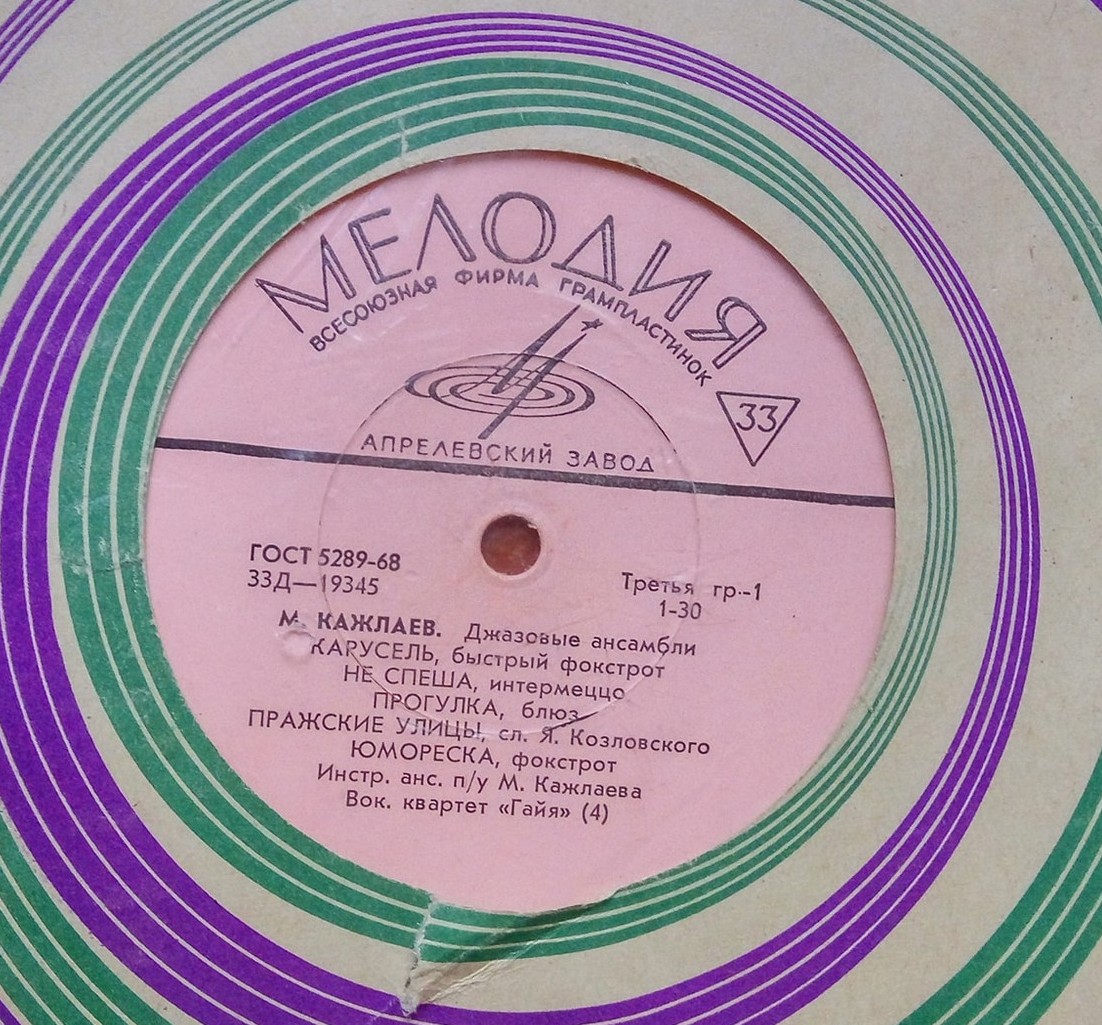 МЕЛОДИЯ
ВСЕСОЮЗНАЯ ФИРМА ГРАМПЛАСТИНОК
33
АПРЕЛЕВСКИЙ ЗАВОД
ГОСТ 5289-68
33Д—19345
Третья гр.-1
1-30
М. КАЖЛАЕВ. Джазовые ансамбли
КАРУСЕЛЬ, быстрый фокстрот
НЕ СПЕША, интермеццо
ПРОГУЛКА, блюз
ПРАЖСКИЕ УЛИЦЫ, сл. Я. Козловского
ЮМОРЕСКА, фокстрот
Инстр. анс. п/у М. Кажлаева
Вок. квартет «Гайя» (4)